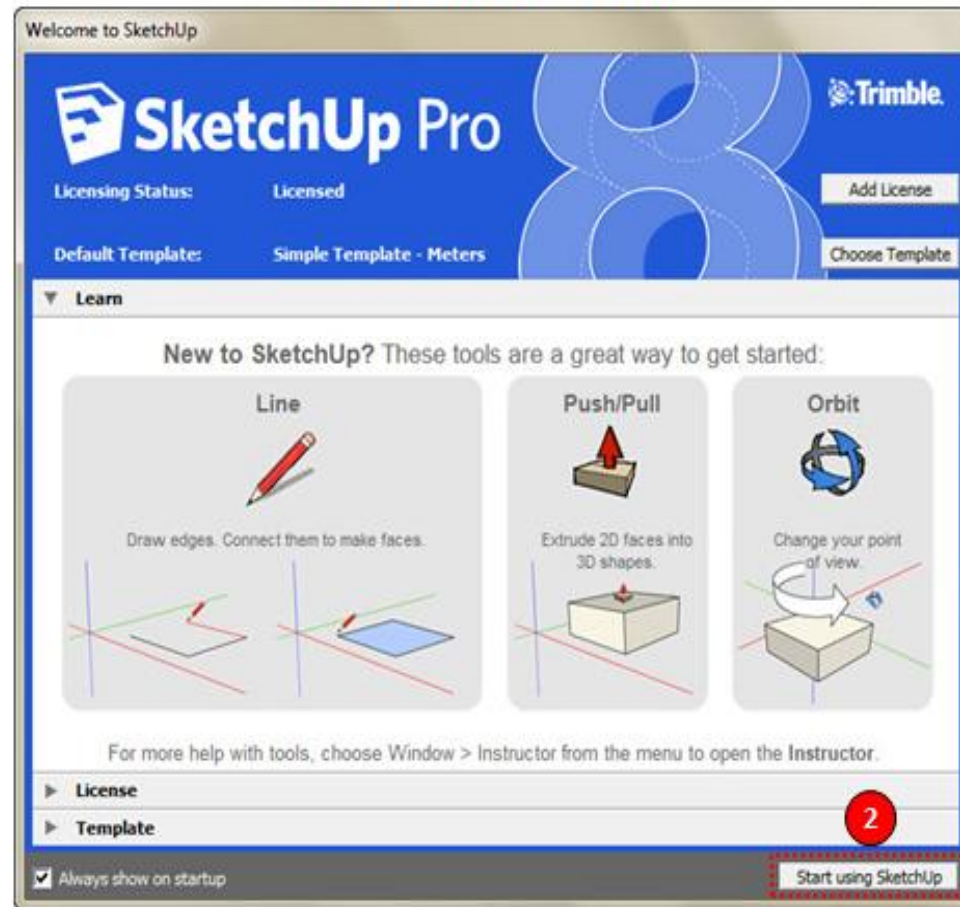 Welcome to SketchUp
SketchUp Pro
Trimble.
Licensing Status: Licensed
Add License
Default Template: Simple Template - Meters
Choose Template
Learn
New to SketchUp? These tools are a great way to get started:
Line
Draw edges. Connect them to make faces.
Push/Pull
Extrude 2D faces into
3D shapes.
Orbit
Change your point
of view.
For more help with tools, choose Window > Instructor from the menu to open the Instructor.
License
Template
2
Always show on startup
Start using SketchUp